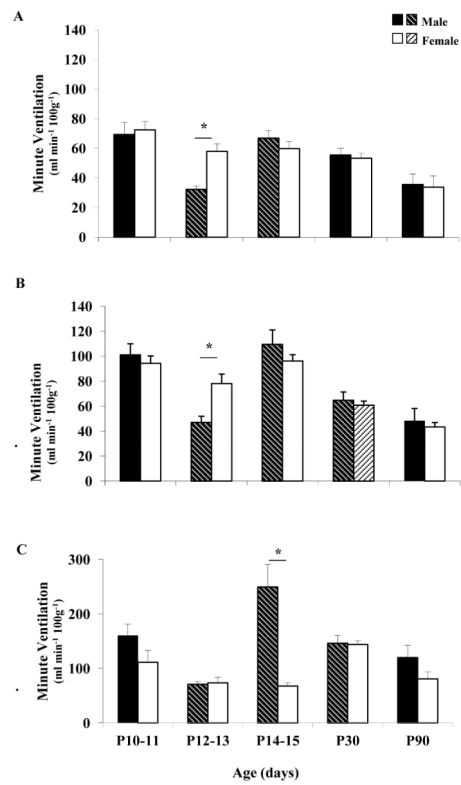 A
Male
Female
Minute Ventilation
(ml min-1 100g-1)
140
120
100
80
60
40
20
0
*
B
Minute Ventilation
(ml min-1 100g-1)
140
120
100
80
60
40
20
0
*
C
Minute Ventilation
(ml min-1 100g-1)
300
200
100
0
*
P10-11 P12-13 P14-15 P30 P90
Age (days)